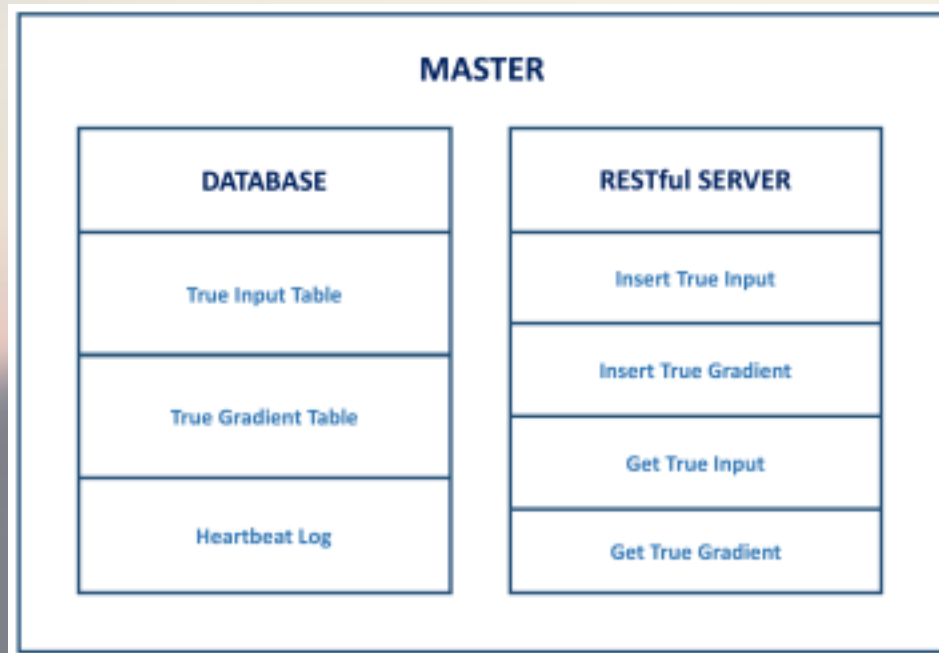 MASTER
DATABASE
True Input Table
True Gradient Table
Heartbeat Log
RESTful SERVER
Insert True Input
Insert True Gradient
Get True Input
Get True Gradient